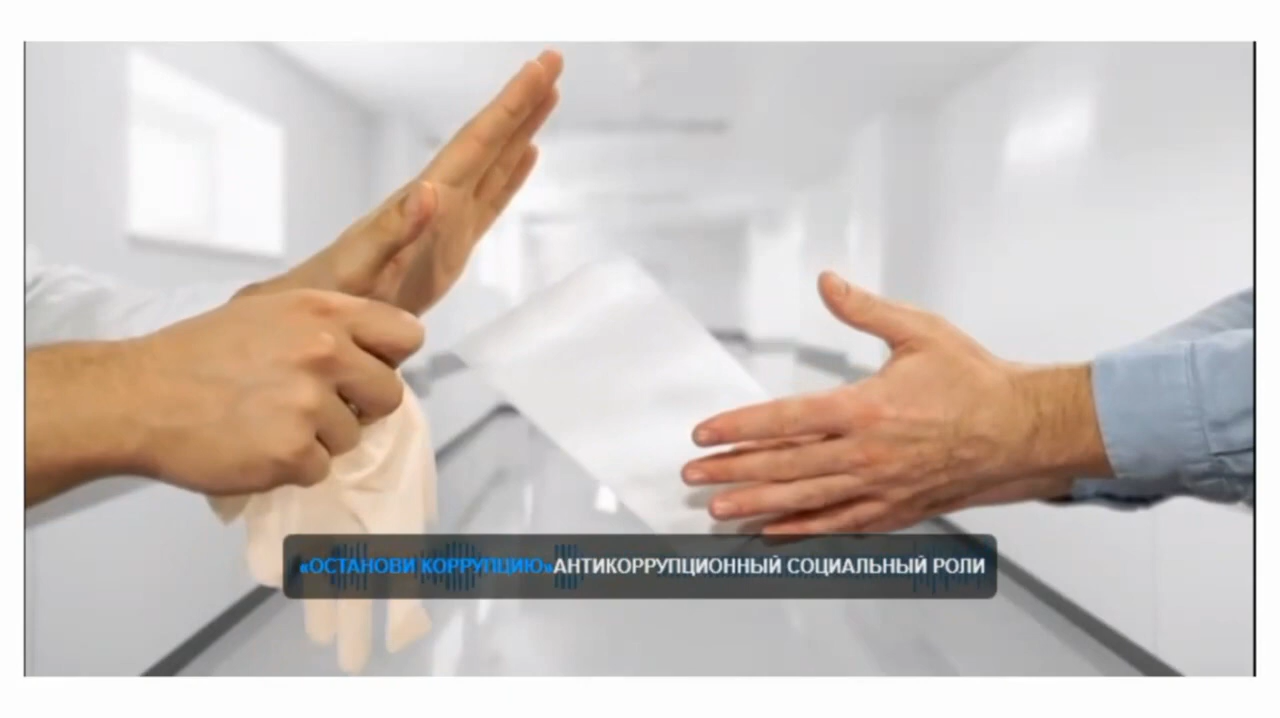 «ОСТАНОВИ КОРРУПЦИЮ»АНТИКОРРУПЦИОННЫЙ СОЦИАЛЬНЫЙ РОЛИ